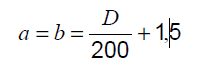 a = b = D/200 + 1,5